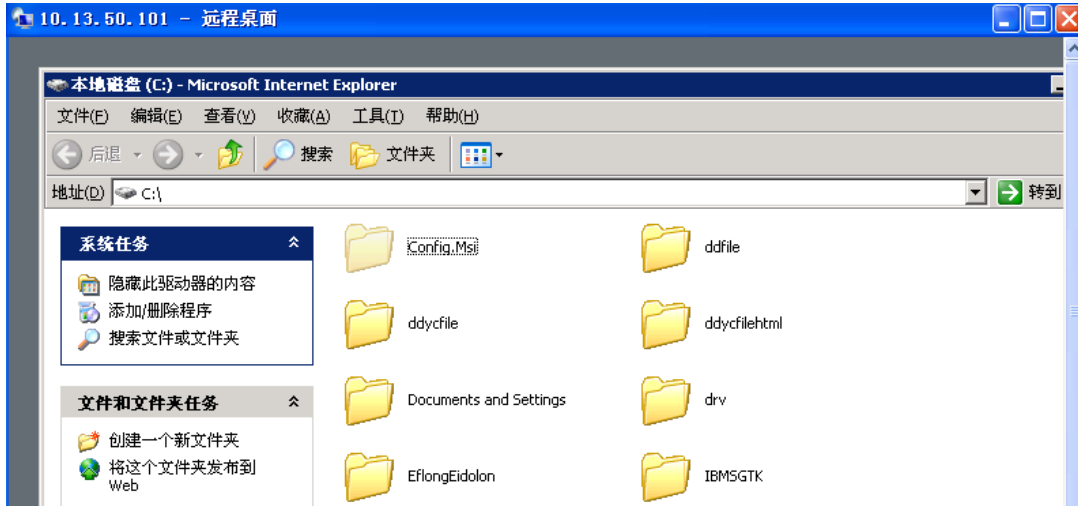 10.13.50.101 - 远程桌面
本地磁盘 (C:) - Microsoft Internet Explorer
文件(F) 编辑(E) 查看(V) 收藏(A) 工具(T) 帮助(H)
后退 搜索 文件夹
地址(D) C:\ 转到
系统任务
隐藏此驱动器的内容
添加/删除程序
搜索文件或文件夹
文件和文件夹任务
创建一个新文件夹
将这个文件夹发布到
Web
Config.Msi ddfile
ddycfile ddycfilehtml
Documents and Settings drv
EflongEidolon IBMSGTK